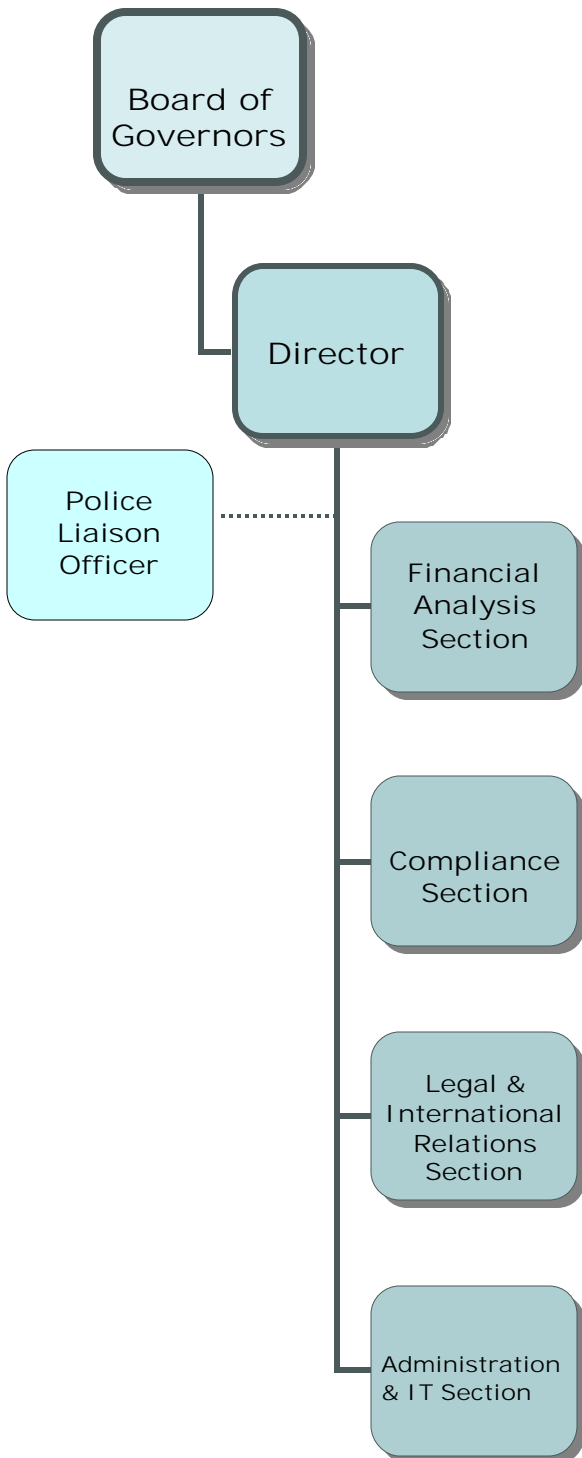 Board of
Governors
Director
Police
Liaison
Officer
Financial
Analysis
Section
Compliance
Section
Legal &
International
Relations
Section
Administration
& IT Section